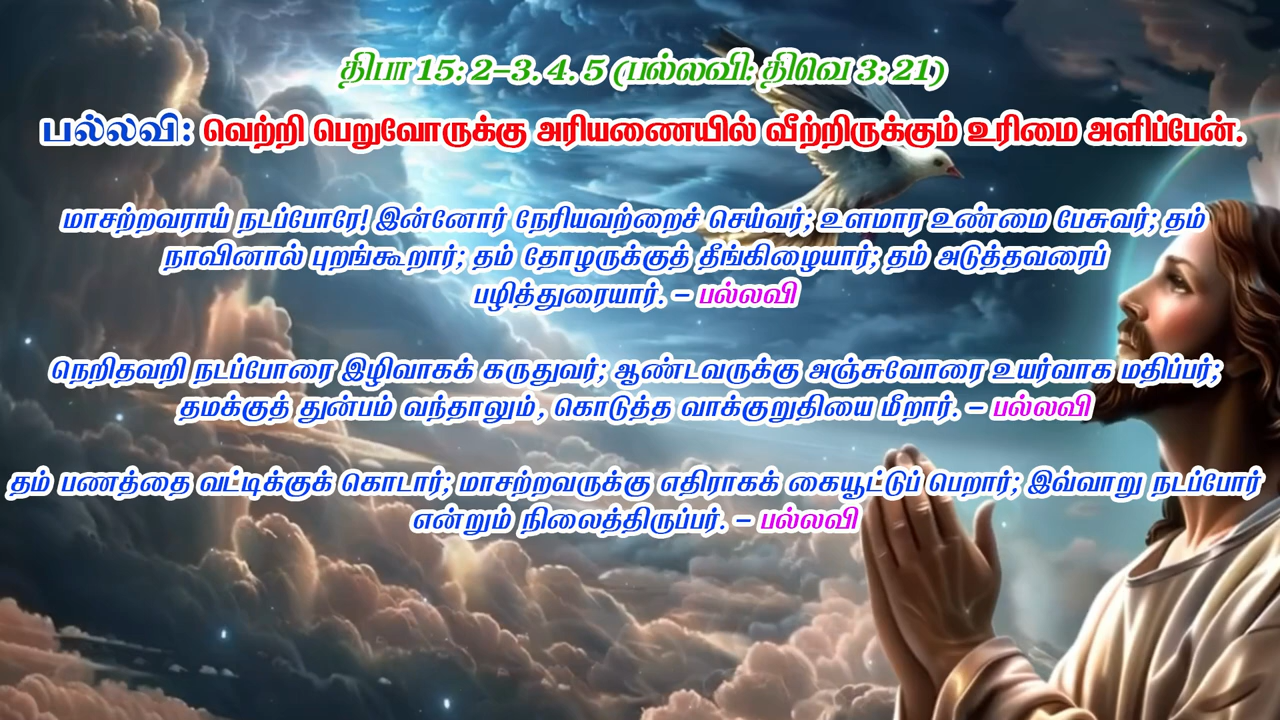 திபா 15: 2-3. 4. 5 (பல்லவி: திவெ 3: 21)
பல்லவி: வெற்றி பெறுவோருக்கு அரியணையில் வீற்றிருக்கும் உரிமை அளிப்பேன்.
மாசற்றவராய் நடப்போரே! இன்னோர் நேரியவற்றைச் செய்வர்; உளமார உண்மை பேசுவர்; தம்
நாவினால் புறங்கூறார்; தம் தோழருக்குத் தீங்கிழையார்; தம் அடுத்தவரைப்
பழித்துரையார். – பல்லவி
நெறிதவறி நடப்போரை இழிவாகக் கருதுவர்; ஆண்டவருக்கு அஞ்சுவோரை உயர்வாக மதிப்பர்;
தமக்குத் துன்பம் வந்தாலும், கொடுத்த வாக்குறுதியை மீறார். – பல்லவி
தம் பணத்தை வட்டிக்குக் கொடார்; மாசற்றவருக்கு எதிராகக் கையூட்டுப் பெறார்; இவ்வாறு நடப்போர்
என்றும் நிலைத்திருப்பர். – பல்லவி